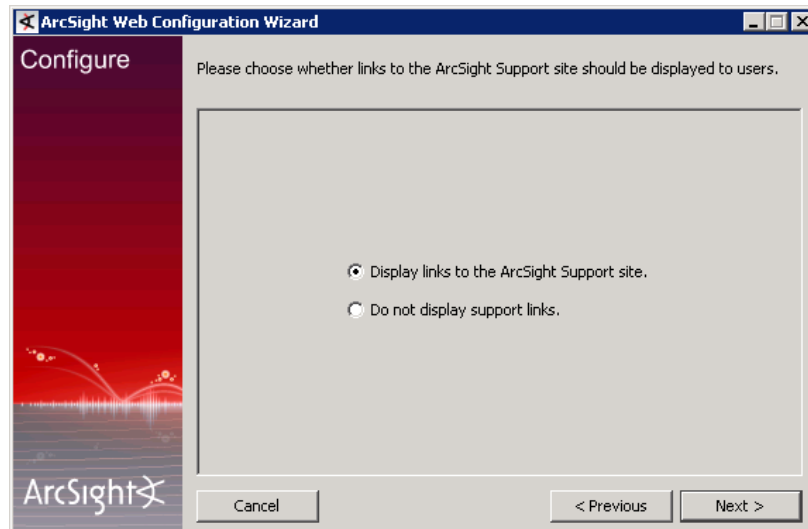 ArcSight Web Configuration Wizard
Configure
Please choose whether links to the ArcSight Support site should be displayed to users.
Display links to the ArcSight Support site.
Do not display support links.
ArcSight
Cancel
< Previous
Next >